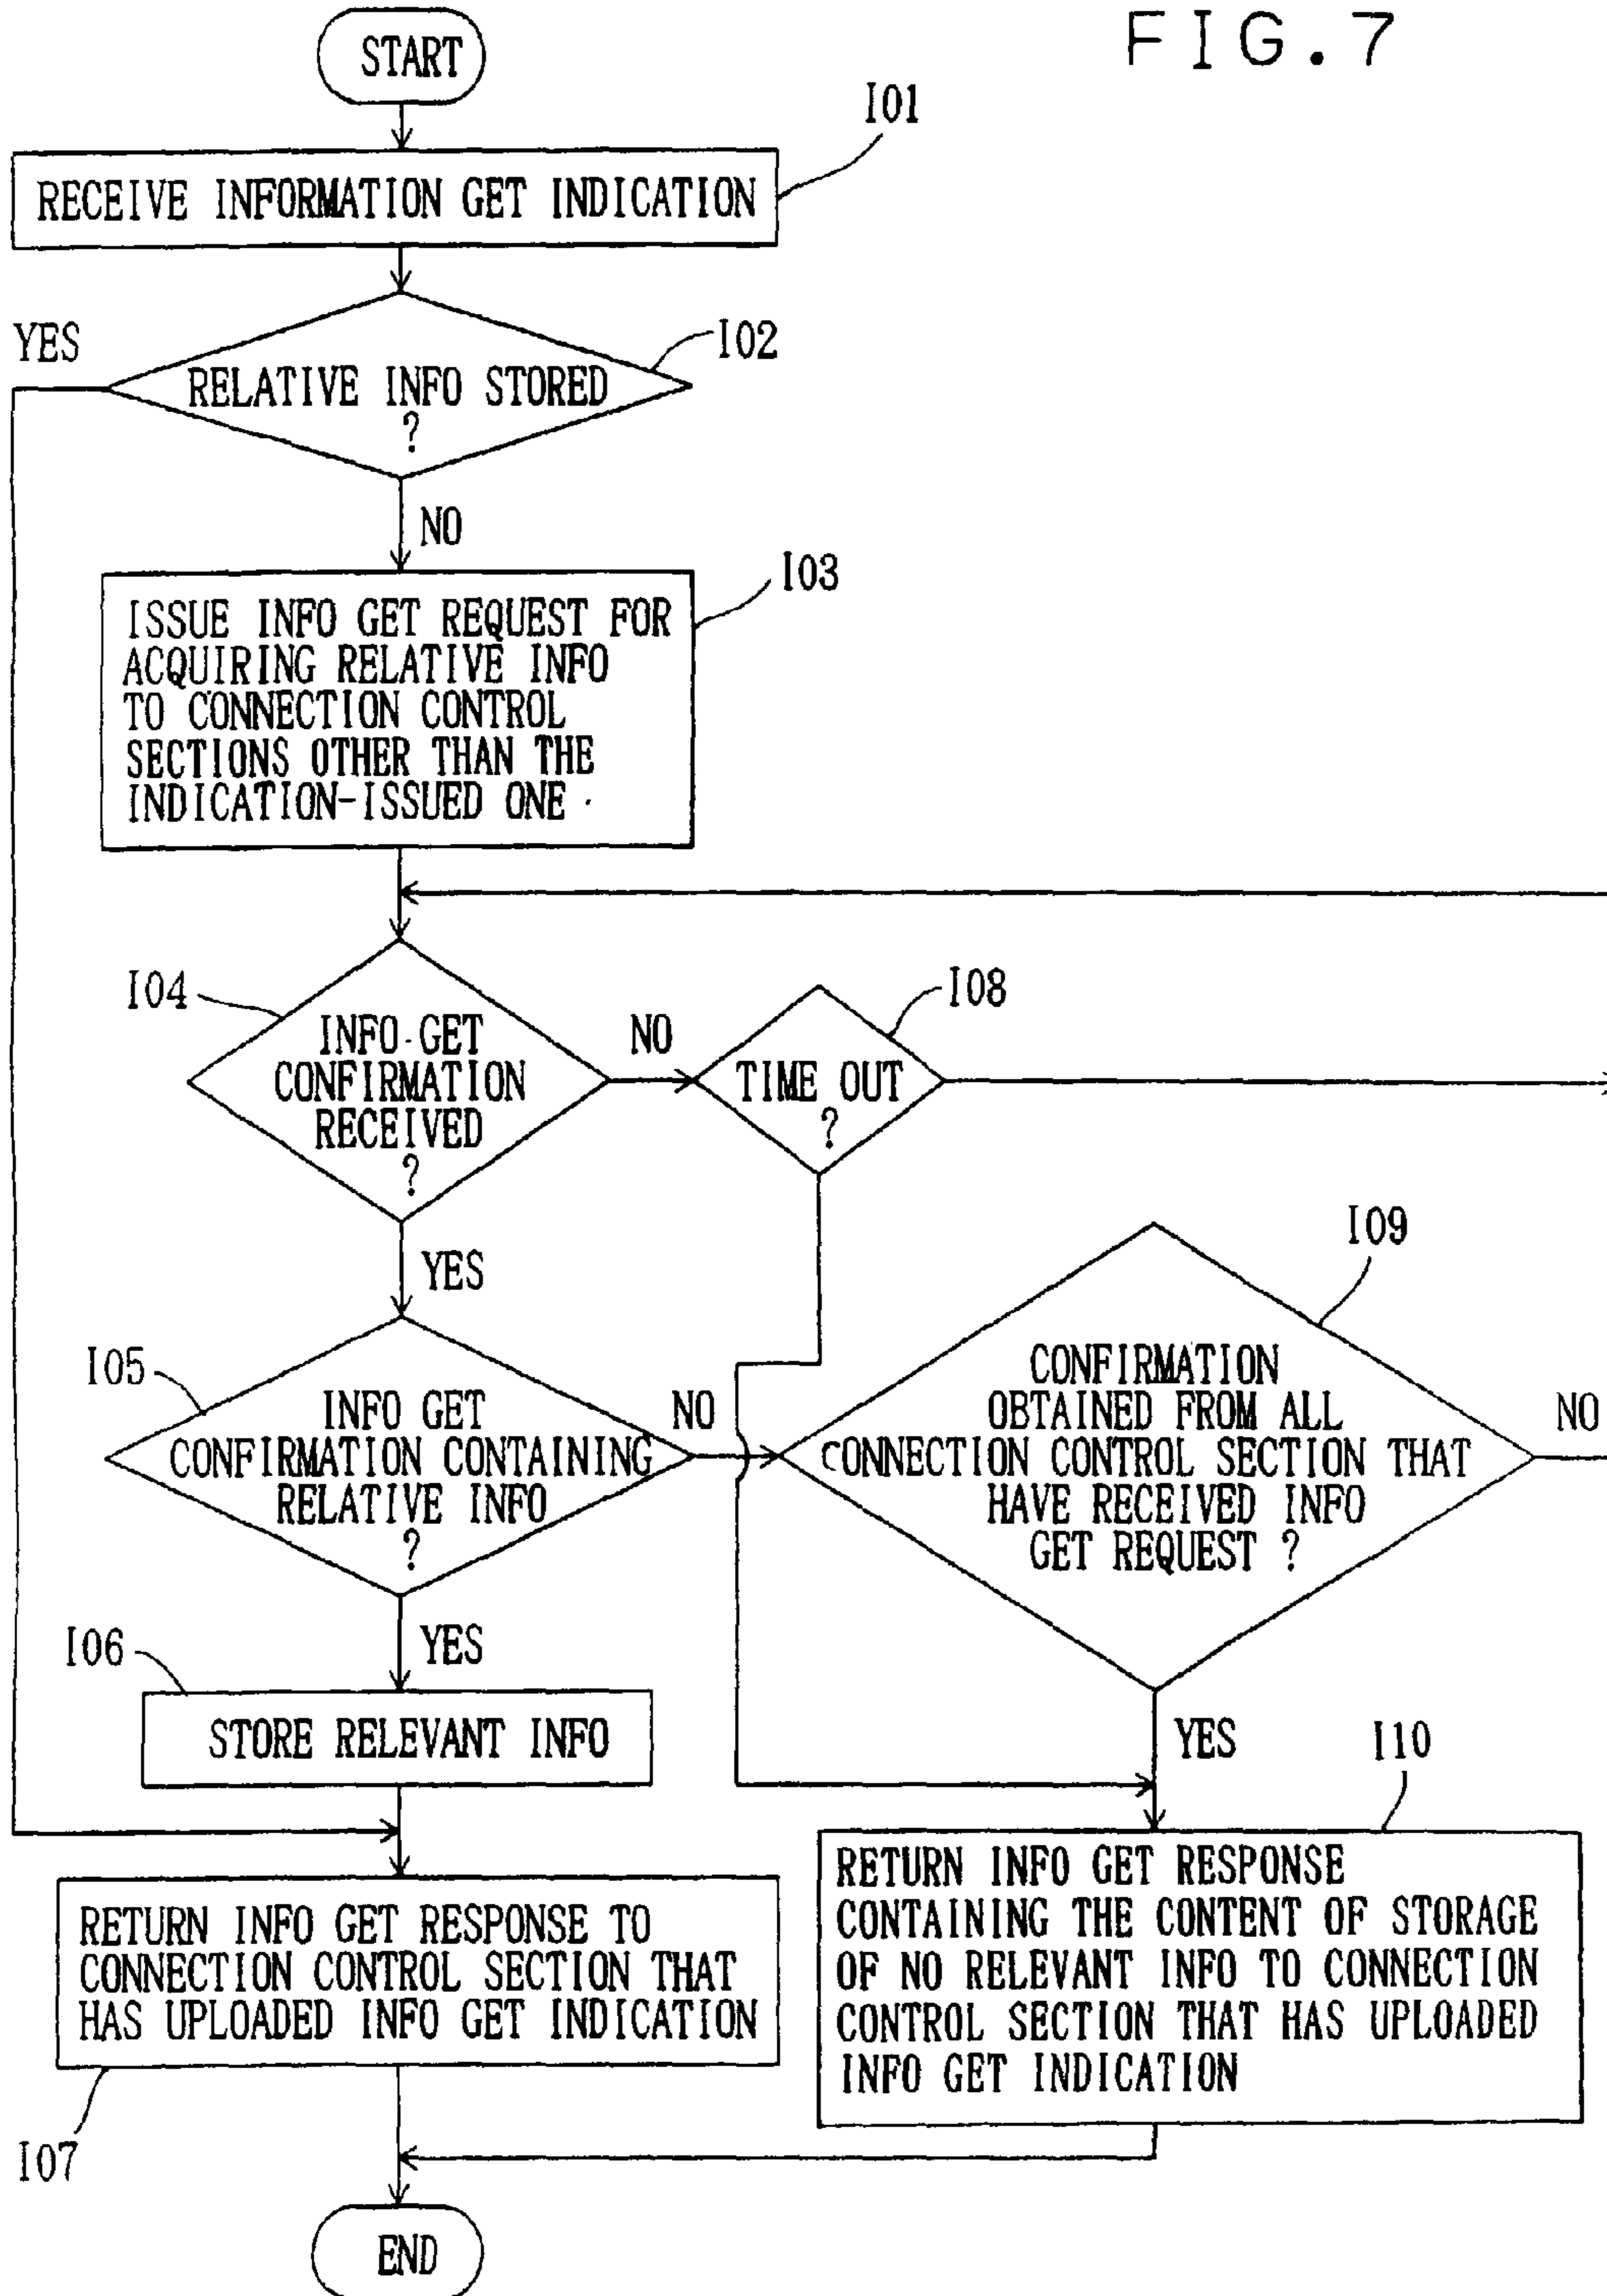 FIG.7
START
I01
RECEIVE INFORMATION GET INDICATION
YES
I02
RELATIVE INFO STORED
?
NO
I03
ISSUE INFO GET REQUEST FOR
ACQUIRING RELATIVE INFO
TO CONNECTION CONTROL
SECTIONS OTHER THAN THE
INDICATION-ISSUED ONE
I04
INFO GET
CONFIRMATION
RECEIVED
?
NO
I08
TIME OUT
?
YES
I09
CONFIRMATION
OBTAINED FROM ALL
CONNECTION CONTROL SECTION THAT
HAVE RECEIVED INFO
GET REQUEST ?
NO
I05
INFO GET
CONFIRMATION CONTAINING
RELATIVE INFO
?
NO
YES
I06
STORE RELEVANT INFO
YES
I10
RETURN INFO GET RESPONSE
CONTAINING THE CONTENT OF STORAGE
OF NO RELEVANT INFO TO CONNECTION
CONTROL SECTION THAT HAS UPLOADED
INFO GET INDICATION
RETURN INFO GET RESPONSE TO
CONNECTION CONTROL SECTION THAT
HAS UPLOADED INFO GET INDICATION
I07
END